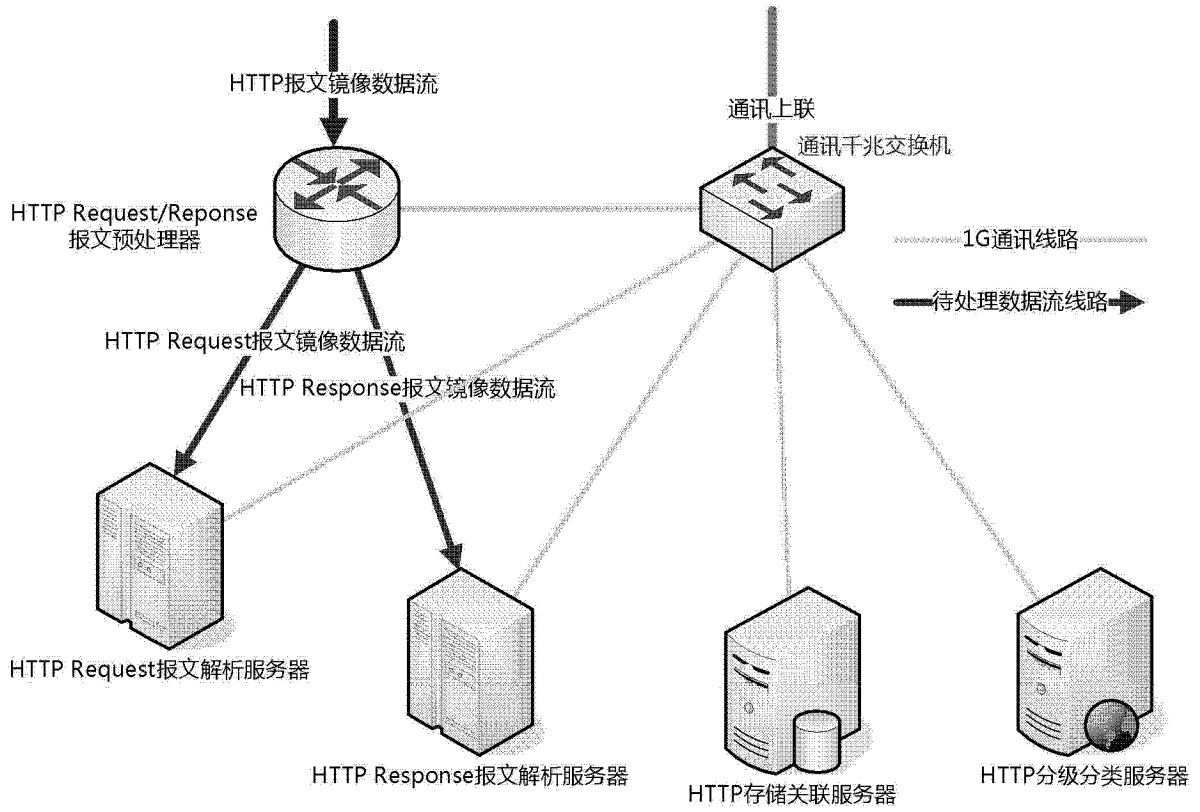 HTTP报文镜像数据流
通讯上联
通讯千兆交换机
HTTP Request/Reponse
报文预处理器
1G通讯线路
待处理数据流线路
HTTP Request报文镜像数据流
HTTP Response报文镜像数据流
HTTP Request报文解析服务器
HTTP Response报文解析服务器
HTTP存储关联服务器
HTTP分级分类服务器